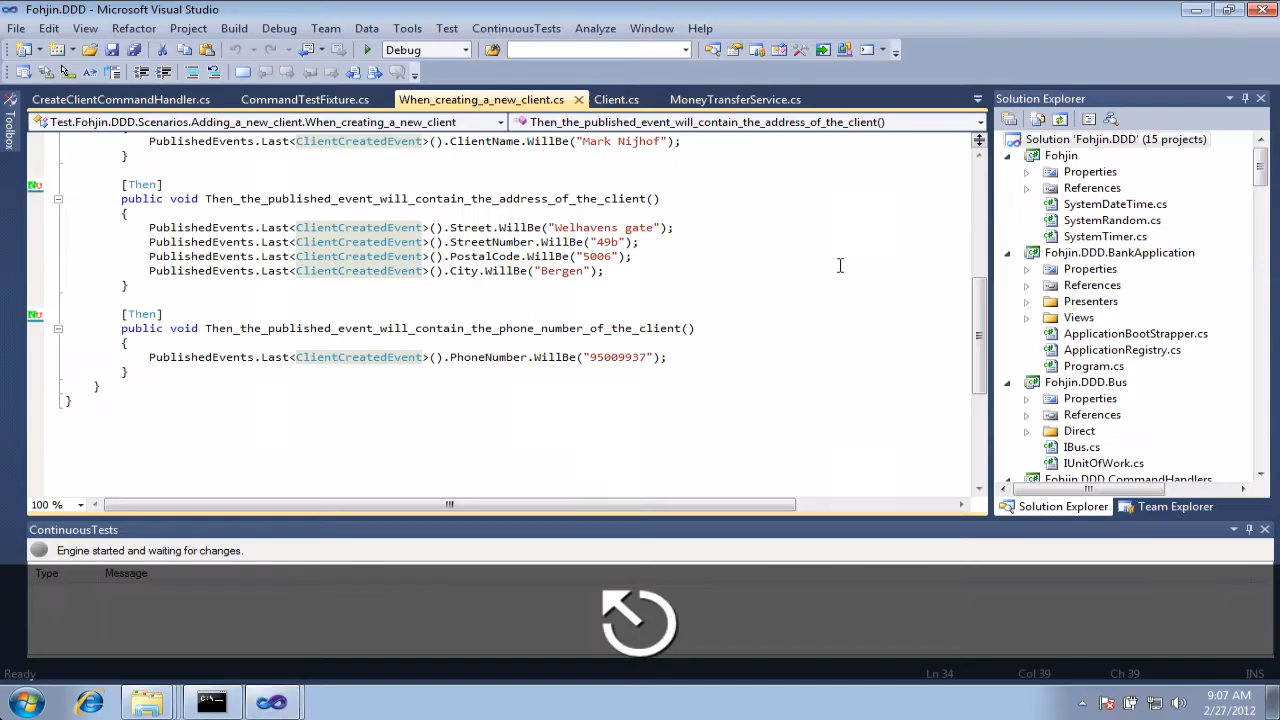 Fohjin.DDD - Microsoft Visual Studio
File Edit View Refactor Project Build Debug Team Data Tools Test ContinuousTests Analyze Window Help
Debug
CreateClientCommandHandler.cs CommandTestFixture.cs When_creating_a_new_client.cs Client.cs MoneyTransferService.cs
Test.Fohjin.DDD.Scenarios.Adding_a_new_client.When_creating_a_new_client Then_the_published_event_will_contain_the_address_of_the_client()
Toolbox
PublishedEvents.Last<ClientCreatedEvent>().ClientName.WillBe("Mark Nijhof");
}
[Then]
public void Then_the_published_event_will_contain_the_address_of_the_client()
{
PublishedEvents.Last<ClientCreatedEvent>().Street.WillBe("Welhavens gate");
PublishedEvents.Last<ClientCreatedEvent>().StreetNumber.WillBe("49b");
PublishedEvents.Last<ClientCreatedEvent>().PostalCode.WillBe("5006");
PublishedEvents.Last<ClientCreatedEvent>().City.WillBe("Bergen");
}
[Then]
public void Then_the_published_event_will_contain_the_phone_number_of_the_client()
{
PublishedEvents.Last<ClientCreatedEvent>().PhoneNumber.WillBe("95009937");
}
}
}
100 %
Solution Explorer
Solution 'Fohjin.DDD' (15 projects)
Fohjin
Properties
References
SystemDateTime.cs
SystemRandom.cs
SystemTimer.cs
Fohjin.DDD.BankApplication
Properties
References
Presenters
Views
ApplicationBootStrapper.cs
ApplicationRegistry.cs
Program.cs
Fohjin.DDD.Bus
Properties
References
Direct
IBus.cs
IUnitOfWork.cs
Fohjin.DDD.CommandHandlers
Solution Explorer Team Explorer
ContinuousTests
Engine started and waiting for changes.
Type Message
Ready Ln 34 Col 39 Ch 39 INS
9:07 AM
2/27/2012